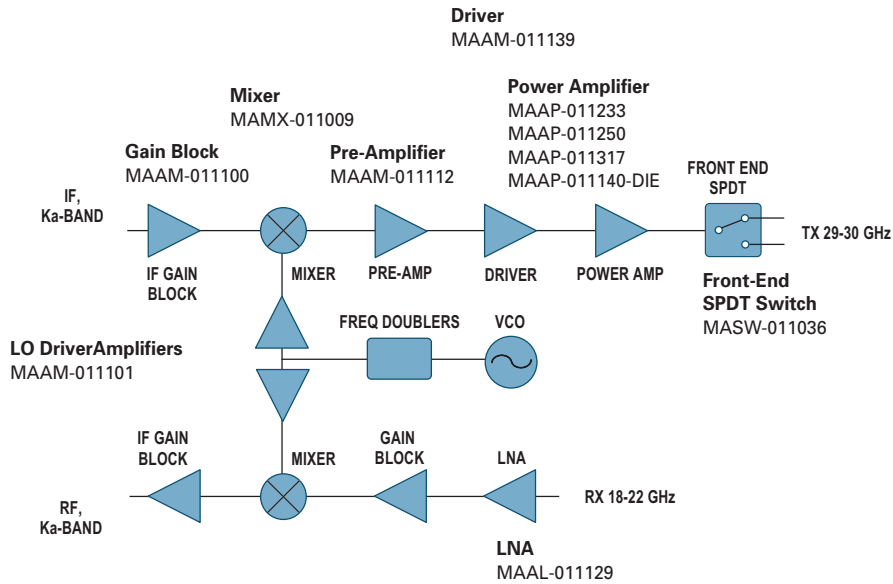 Driver
MAAM-011139
Power Amplifier
MAAP-011233
MAAP-011250
MAAP-011317
MAAP-011140-DIE
Mixer
MAMX-011009
Gain Block
MAAM-011100
Pre-Amplifier
MAAM-011112
FRONT END
SPDT
IF,
Ka-BAND
TX 29-30 GHz
IF GAIN
BLOCK
MIXER
PRE-AMP
DRIVER
POWER AMP
Front-End
SPDT Switch
MASW-011036
FREQ DOUBLERS
VCO
LO DriverAmplifiers
MAAM-011101
IF GAIN
BLOCK
MIXER
GAIN
BLOCK
LNA
RF,
Ka-BAND
RX 18-22 GHz
LNA
MAAL-011129